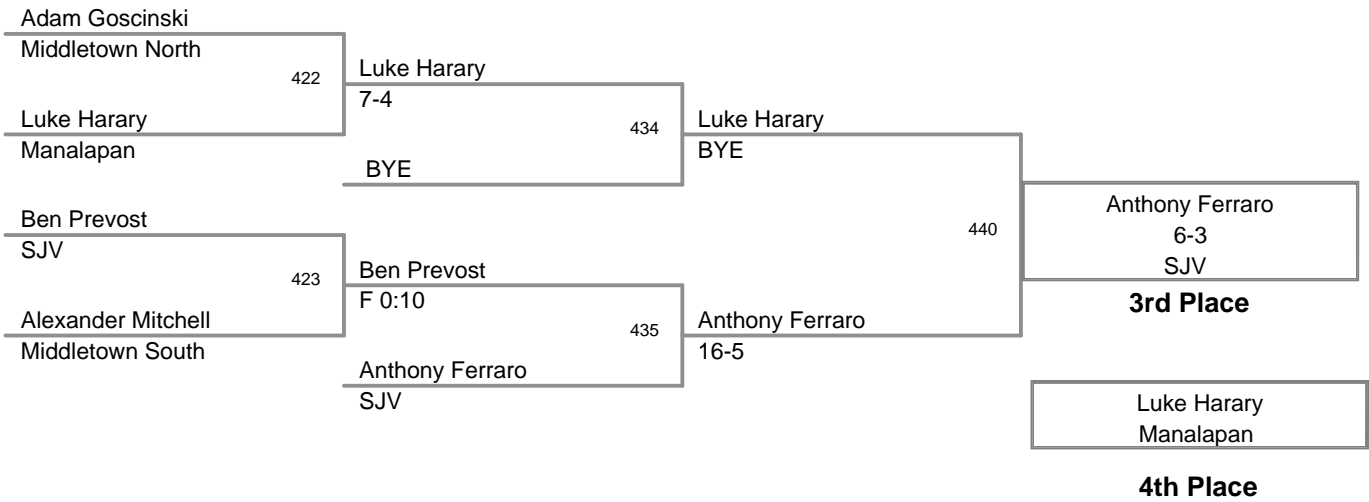 Adam Goscinski
Middletown North
422
Luke Harary
7-4
Luke Harary
Manalapan
434
Luke Harary
BYE
BYE
Ben Prevost
SJV
423
Ben Prevost
F 0:10
Alexander Mitchell
Middletown South
435
Anthony Ferraro
16-5
Anthony Ferraro
SJV
440
Anthony Ferraro
6-3
SJV
3rd Place
Luke Harary
Manalapan
4th Place